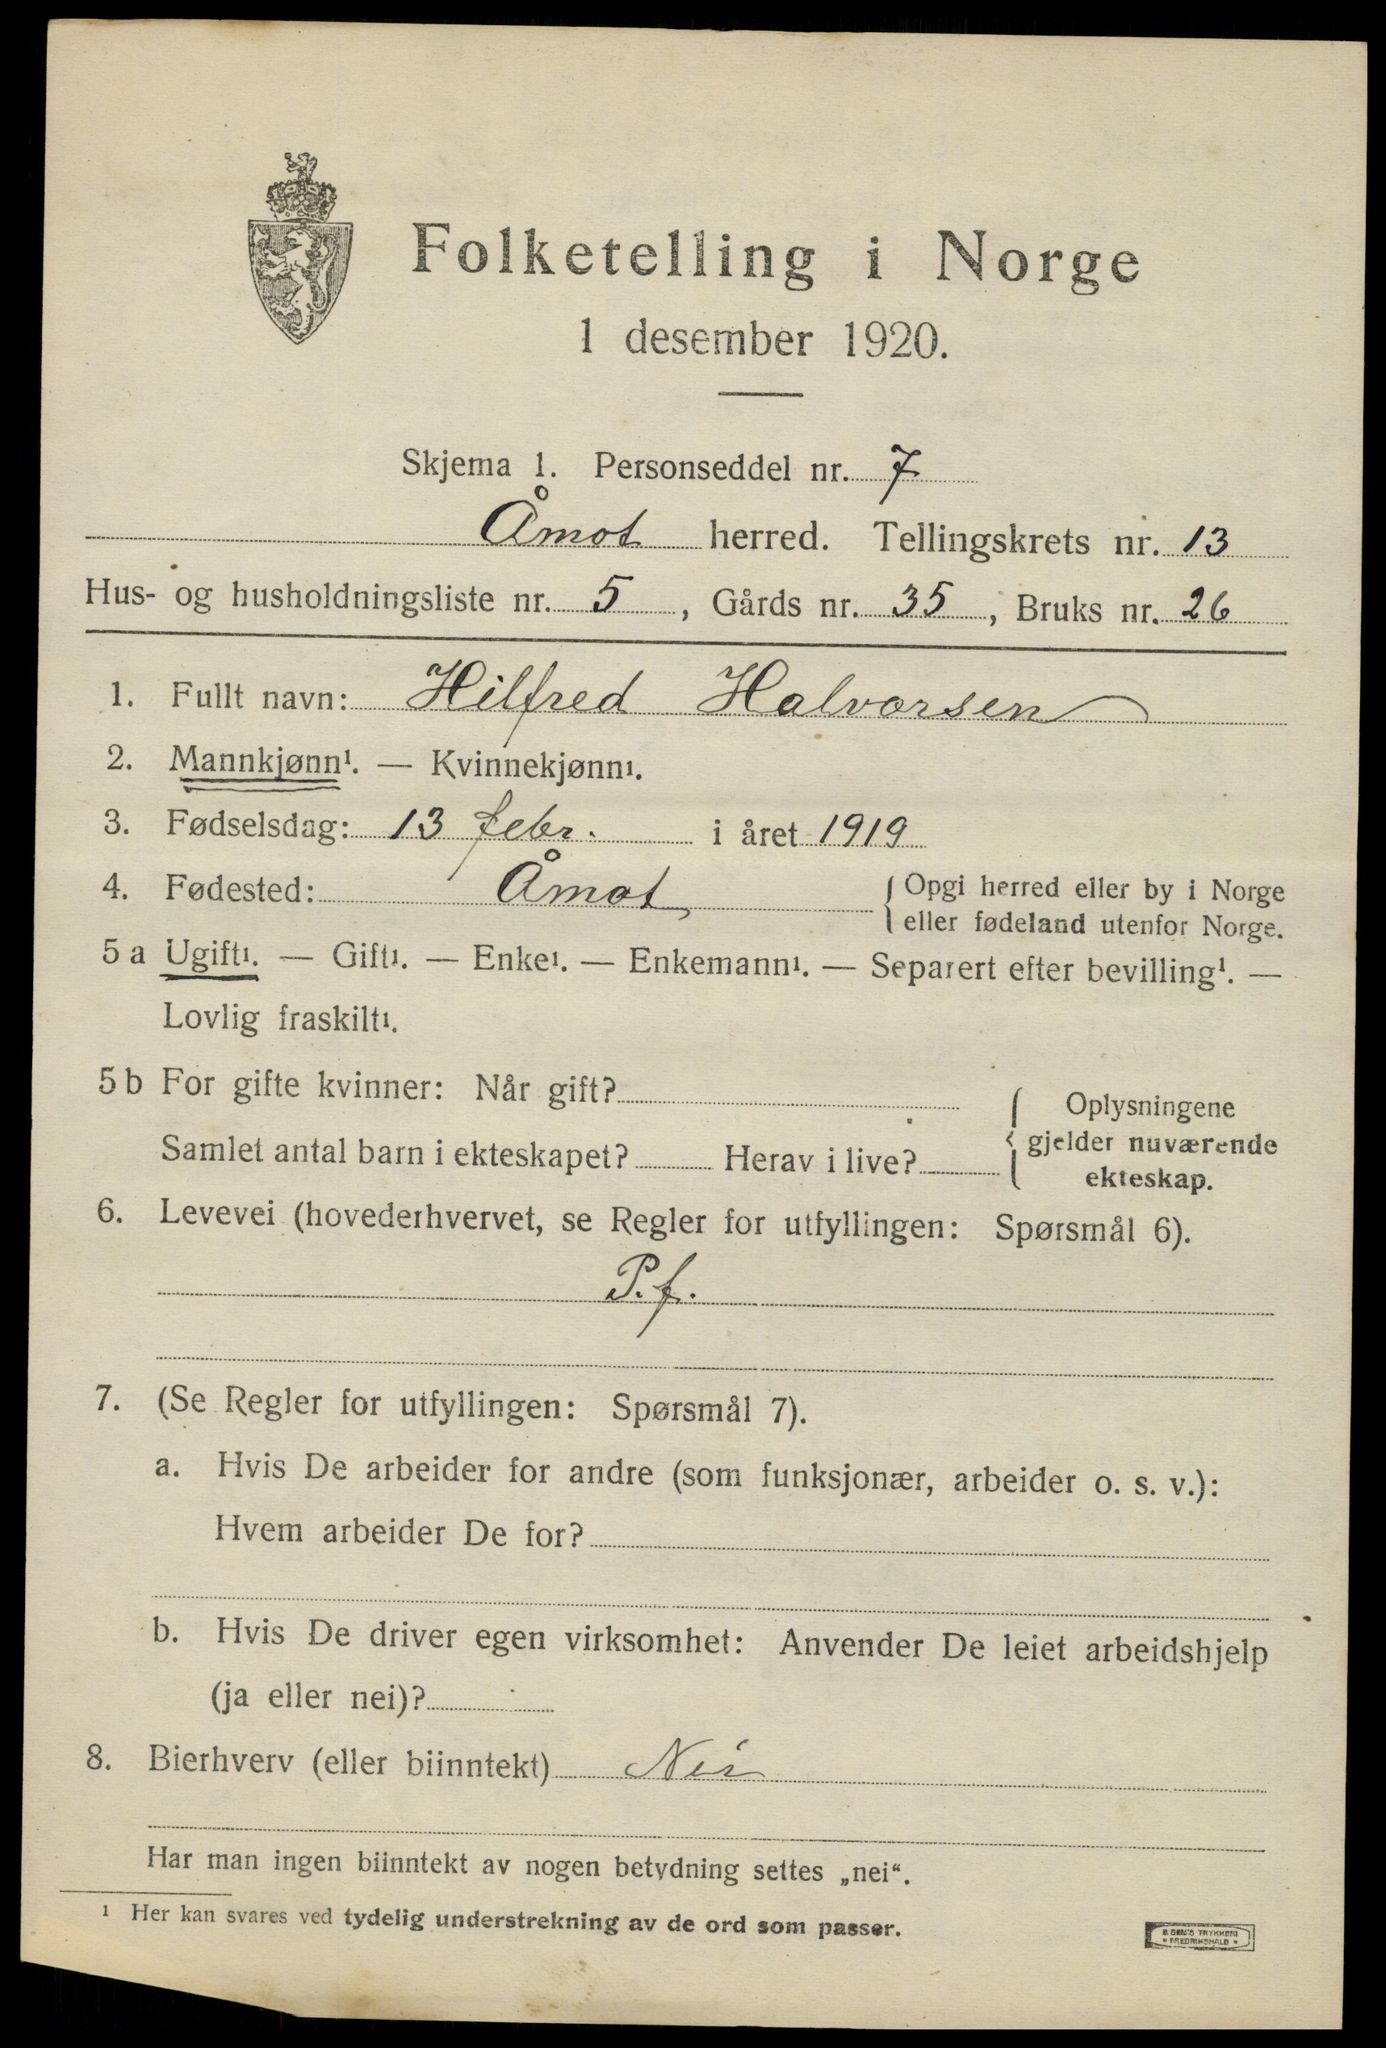 Folketelling i Norge
1 desember 1920.
Skjema 1. Personseddel nr. 7
Åmot herred. Tellingskrets nr. 13
Hus- og husholdningsliste nr. 5, Gårds nr. 35, Bruks nr. 26
1. Fullt navn: Hilfred Halvorsen
2. Mannkjønn¹. — Kvinnekjønn¹.
3. Fødselsdag: 13 febr. i året 1919
4. Fødested: Åmot { Opgi herred eller by i Norge
eller fødeland utenfor Norge.
5 a Ugift¹. — Gift¹. — Enke¹. — Enkemann¹. — Separert efter bevilling¹. —
Lovlig fraskilt¹.
5 b For gifte kvinner: Når gift?
Samlet antal barn i ekteskapet? Herav i live?
{ Oplysningene
gjelder nuværende
ekteskap.
6. Levevei (hovederhvervet, se Regler for utfyllingen: Spørsmål 6).
P. f.
7. (Se Regler for utfyllingen: Spørsmål 7).
a. Hvis De arbeider for andre (som funksjonær, arbeider o. s. v.):
Hvem arbeider De for?
b. Hvis De driver egen virksomhet: Anvender De leiet arbeidshjelp
(ja eller nei)?
8. Bierhverv (eller biinntekt) Nei
Har man ingen biinntekt av nogen betydning settes „nei“.
¹ Her kan svares ved tydelig understrekning av de ord som passer.
TRYKKERI
FREDRIKSHALD